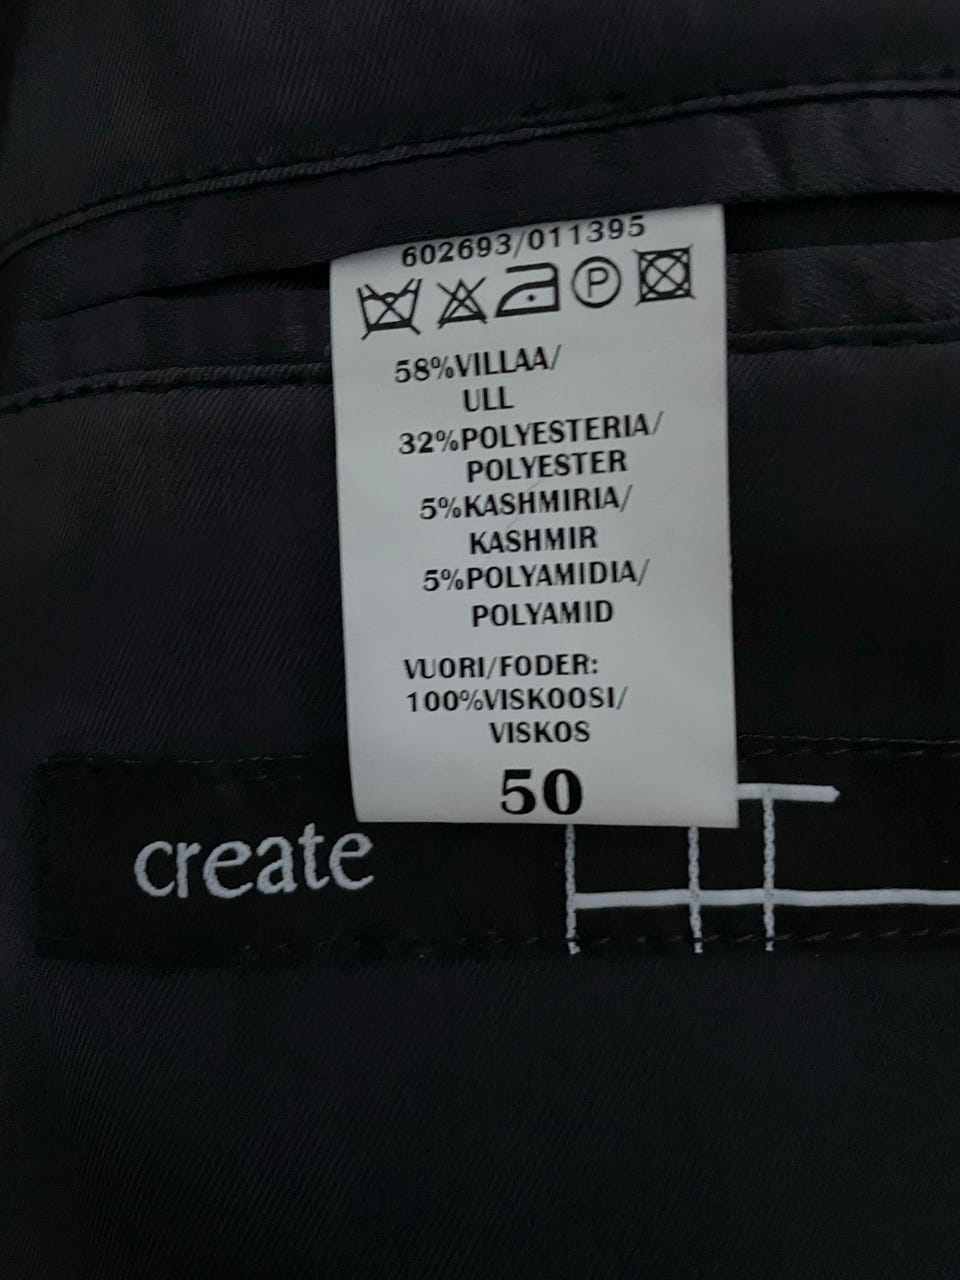 602693/011395
P
58%VILLAA/
ULL
32%POLYESTERIA/
POLYESTER
5%KASHMIRIA/
KASHMIR
5%POLYAMIDIA/
POLYAMID
VUORI/FODER:
100%VISKOOSI/
VISKOS
50
create